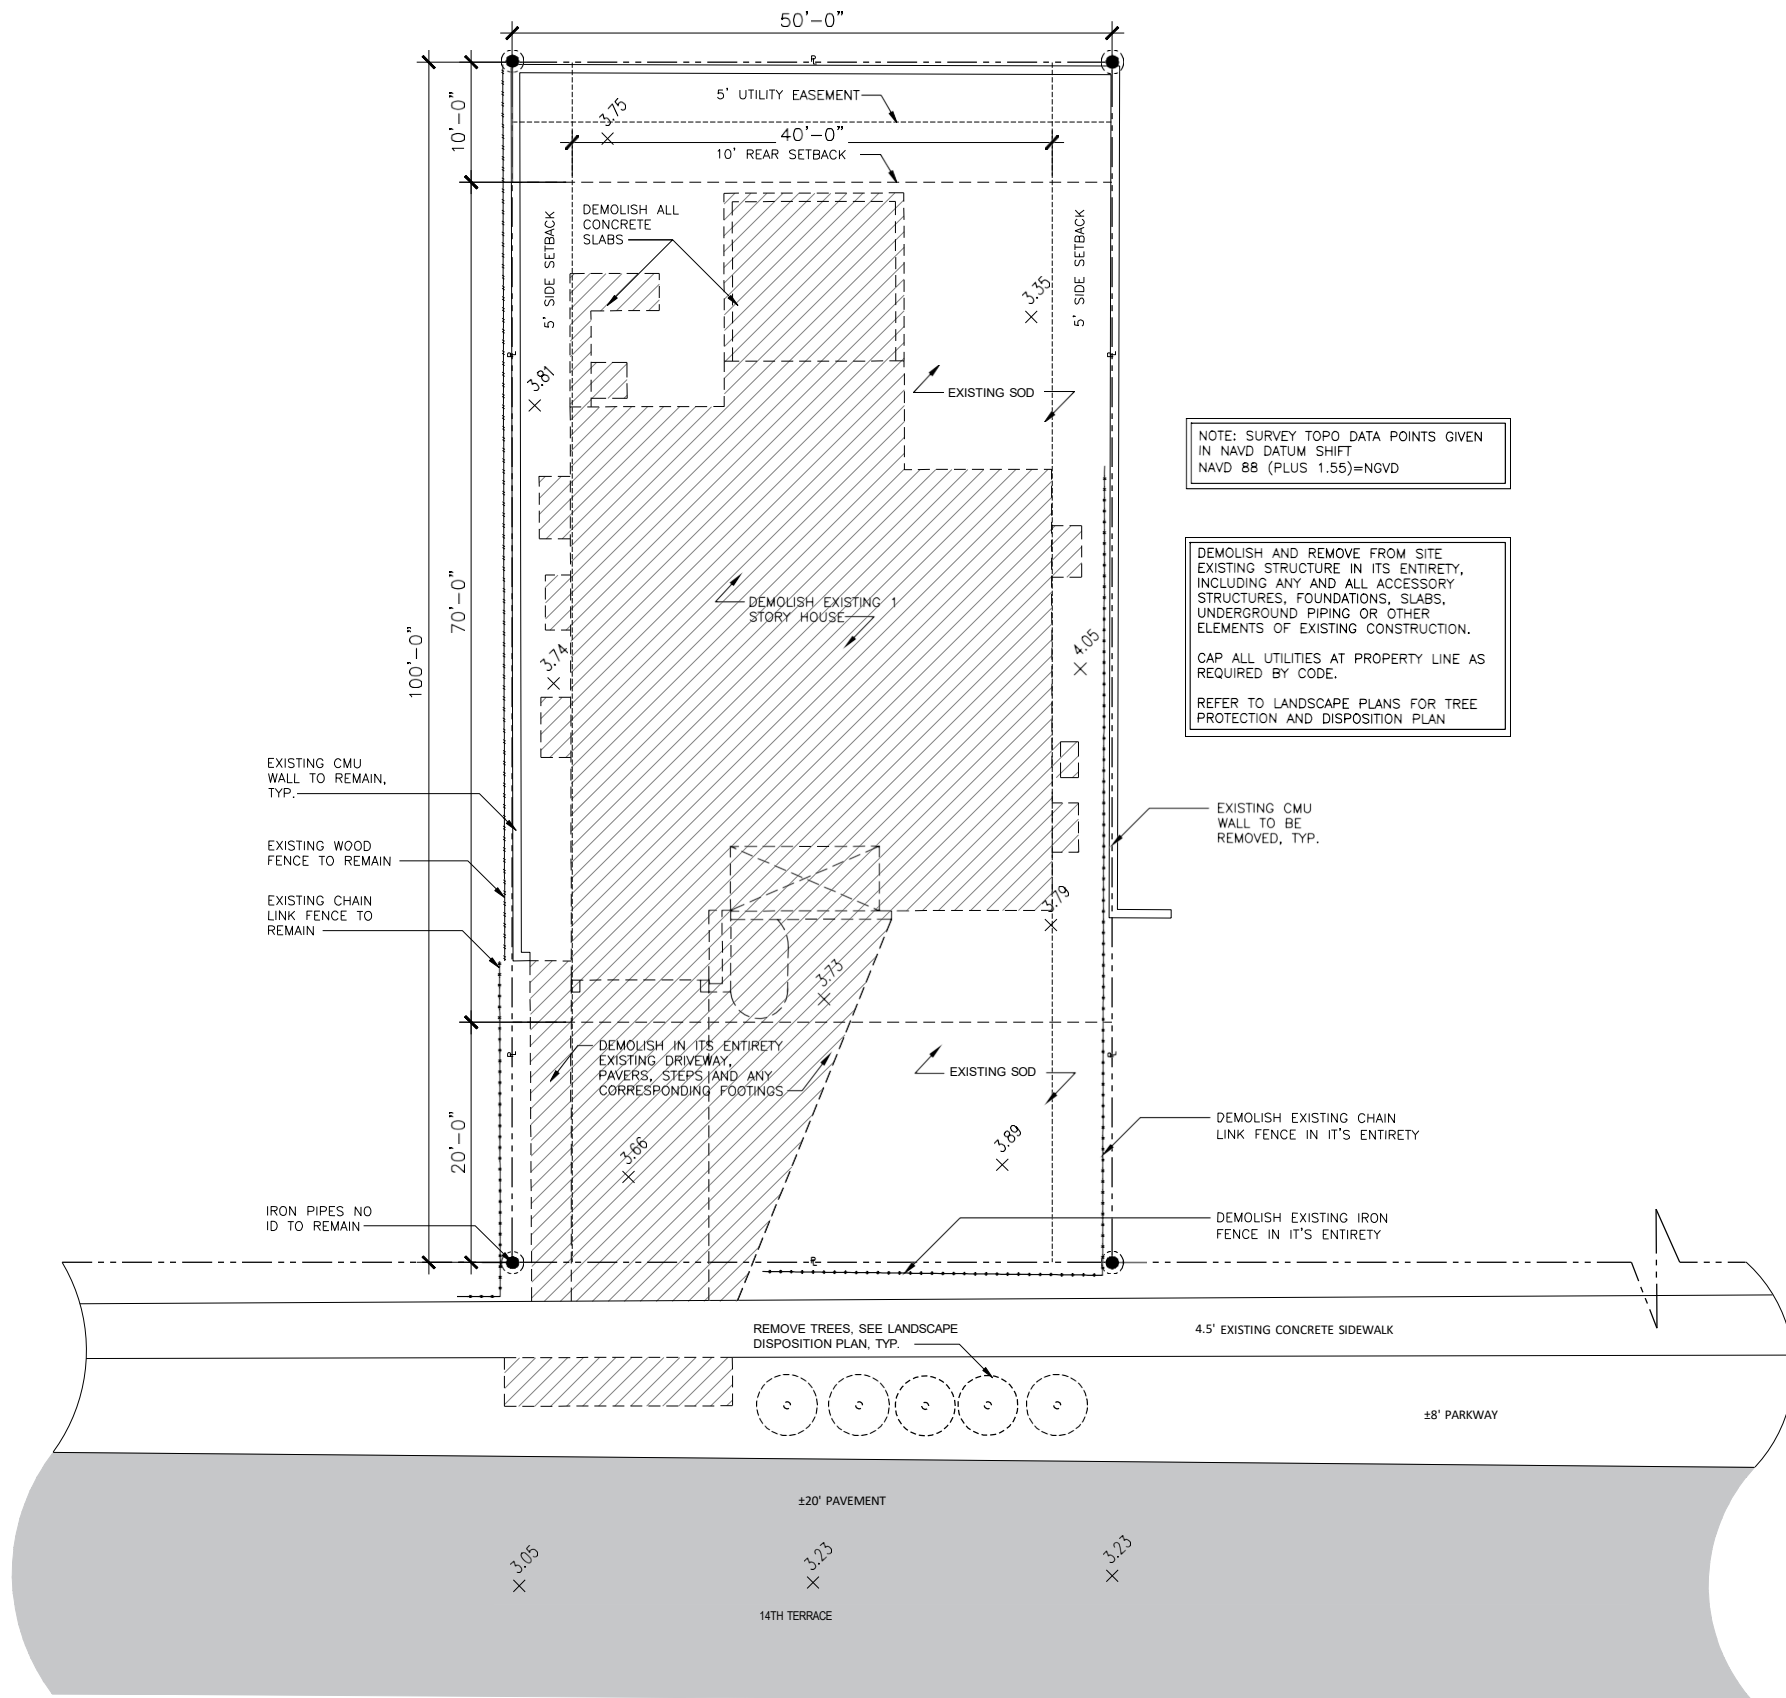 50'-0"
5' UTILITY EASEMENT
3.75
10'-0"
40'-0"
10' REAR SETBACK
DEMOLISH ALL
CONCRETE
SLABS
5' SIDE SETBACK
5' SIDE SETBACK
3.35
3.81
EXISTING SOD
NOTE: SURVEY TOPO DATA POINTS GIVEN
IN NAVD DATUM SHIFT
NAVD 88 (PLUS 1.55)=NGVD
DEMOLISH AND REMOVE FROM SITE
EXISTING STRUCTURE IN ITS ENTIRETY,
INCLUDING ANY AND ALL ACCESSORY
STRUCTURES, FOUNDATIONS, SLABS,
UNDERGROUND PIPING OR OTHER
ELEMENTS OF EXISTING CONSTRUCTION.
CAP ALL UTILITIES AT PROPERTY LINE AS
REQUIRED BY CODE.
REFER TO LANDSCAPE PLANS FOR TREE
PROTECTION AND DISPOSITION PLAN
70'-0"
100'-0"
DEMOLISH EXISTING 1
STORY HOUSE
3.74
4.05
EXISTING CMU
WALL TO REMAIN,
TYP.
EXISTING CMU
WALL TO BE
REMOVED, TYP.
EXISTING WOOD
FENCE TO REMAIN
EXISTING CHAIN
LINK FENCE TO
REMAIN
3.79
3.73
DEMOLISH IN ITS ENTIRETY
EXISTING DRIVEWAY,
PAVERS, STEPS AND ANY
CORRESPONDING FOOTINGS
EXISTING SOD
20'-0"
3.66
3.89
DEMOLISH EXISTING CHAIN
LINK FENCE IN IT'S ENTIRETY
IRON PIPES NO
ID TO REMAIN
DEMOLISH EXISTING IRON
FENCE IN IT'S ENTIRETY
REMOVE TREES, SEE LANDSCAPE
DISPOSITION PLAN, TYP.
4.5' EXISTING CONCRETE SIDEWALK
±8' PARKWAY
±20' PAVEMENT
3.05
3.23
3.23
14TH TERRACE